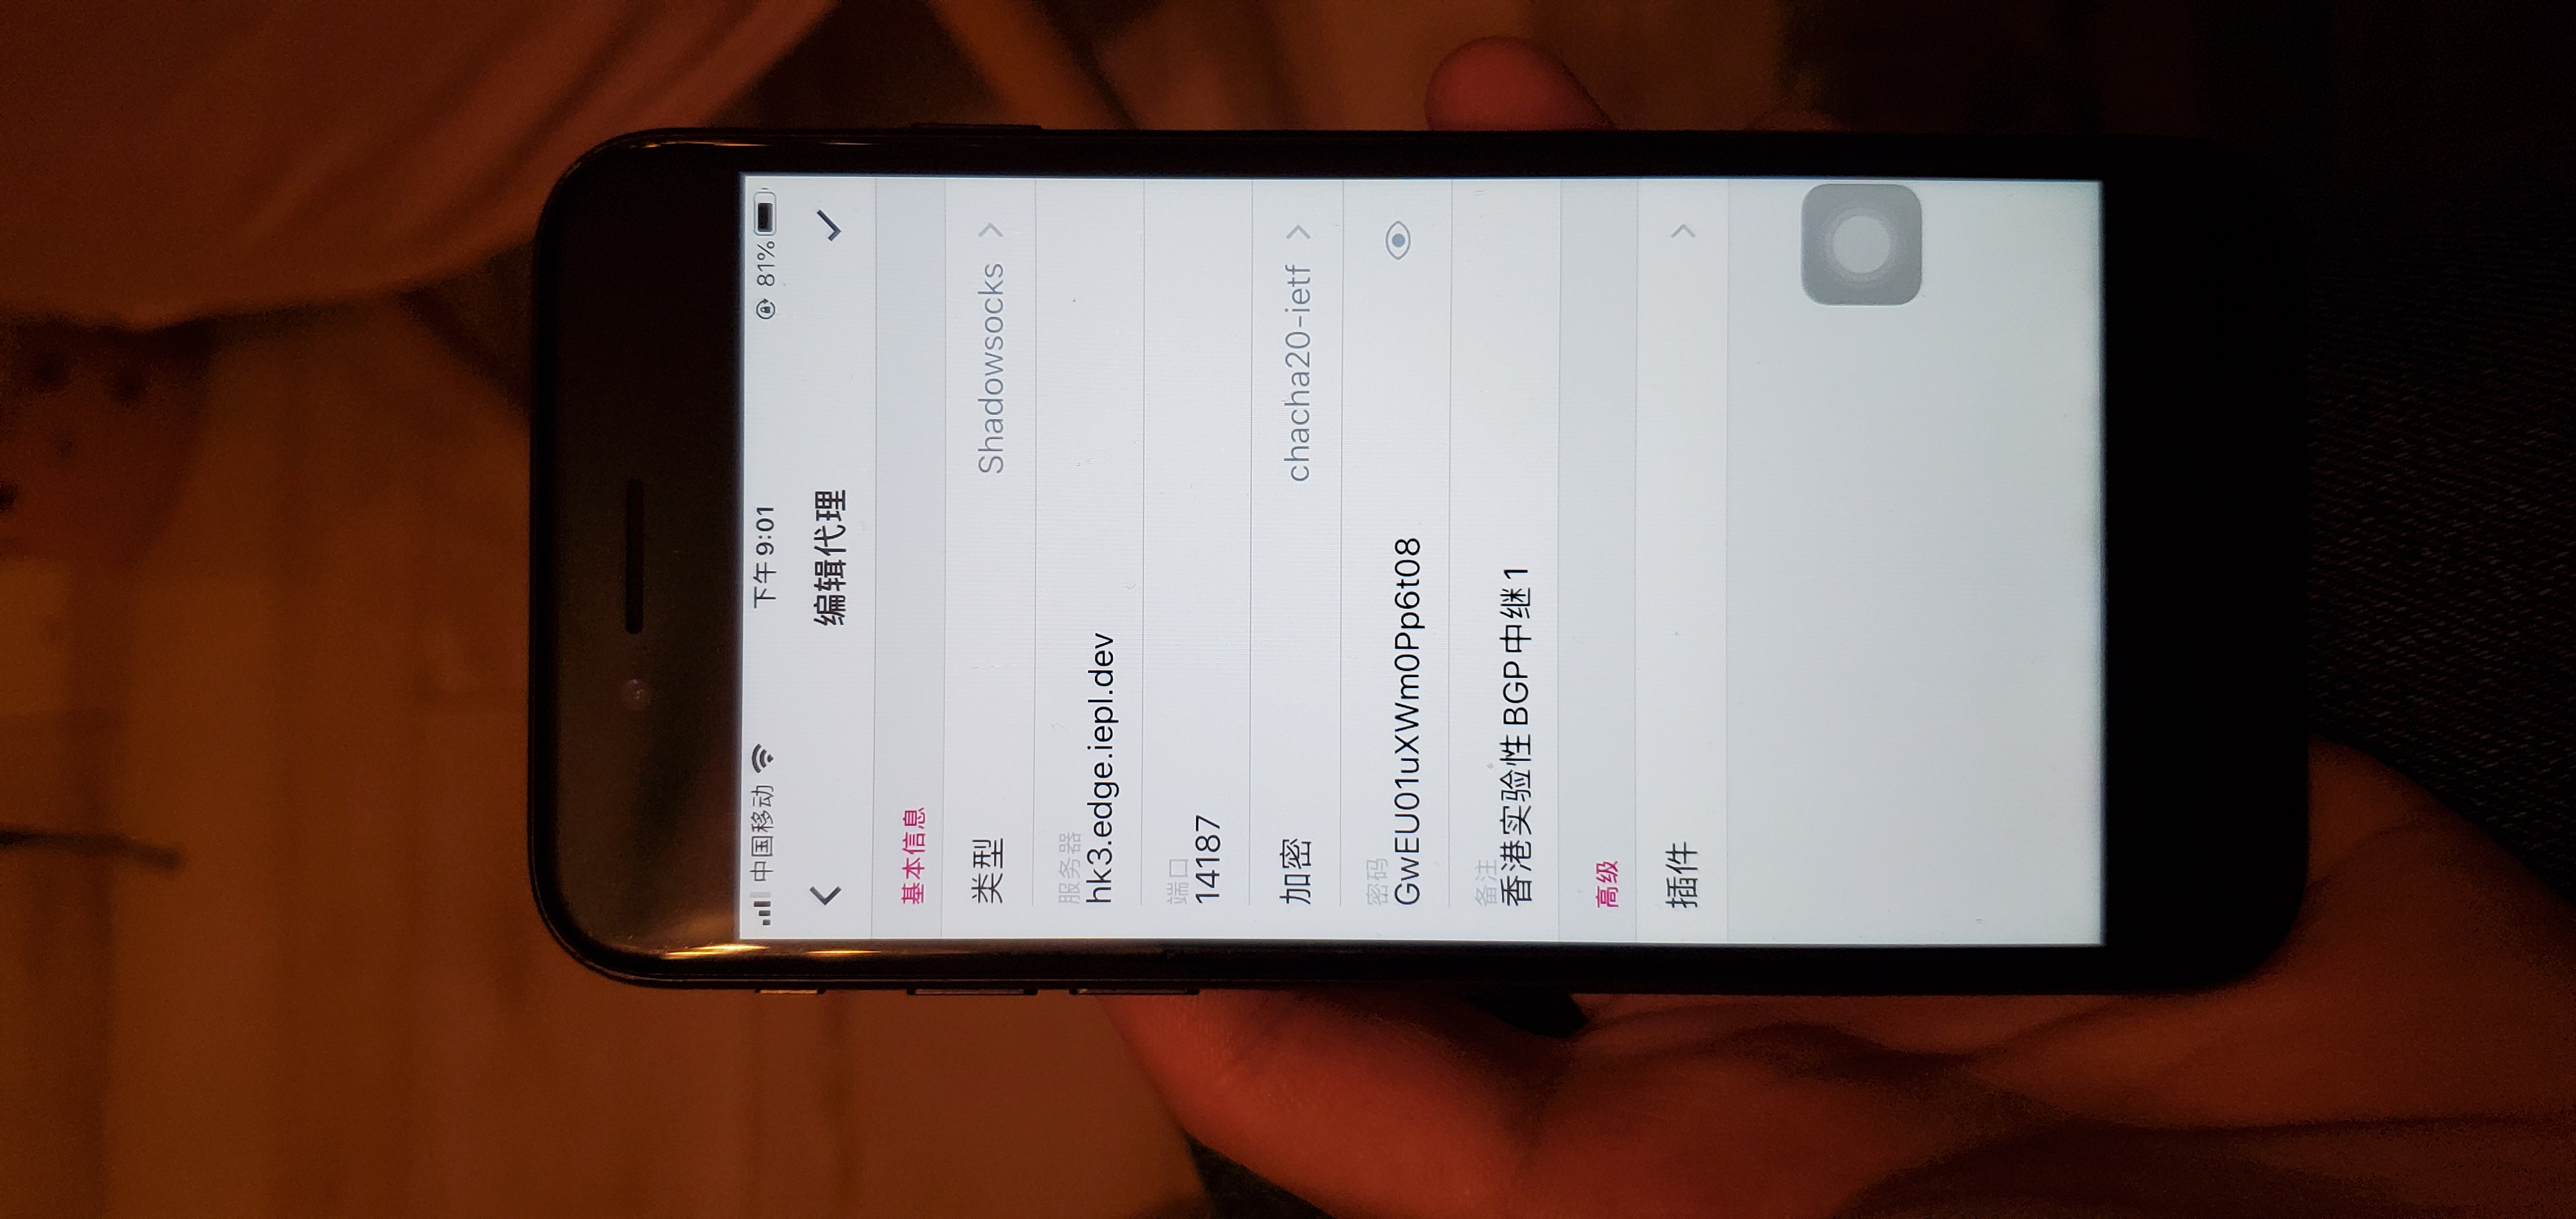 中国移动 下午9:01 81%
编辑代理
基本信息
类型 Shadowsocks
服务器
hk3.edge.iepl.dev
端口
14187
加密 chacha20-ietf
密码
GwEU01uXWm0Pp6t08
备注
香港实验性BGP中继1
高级
插件